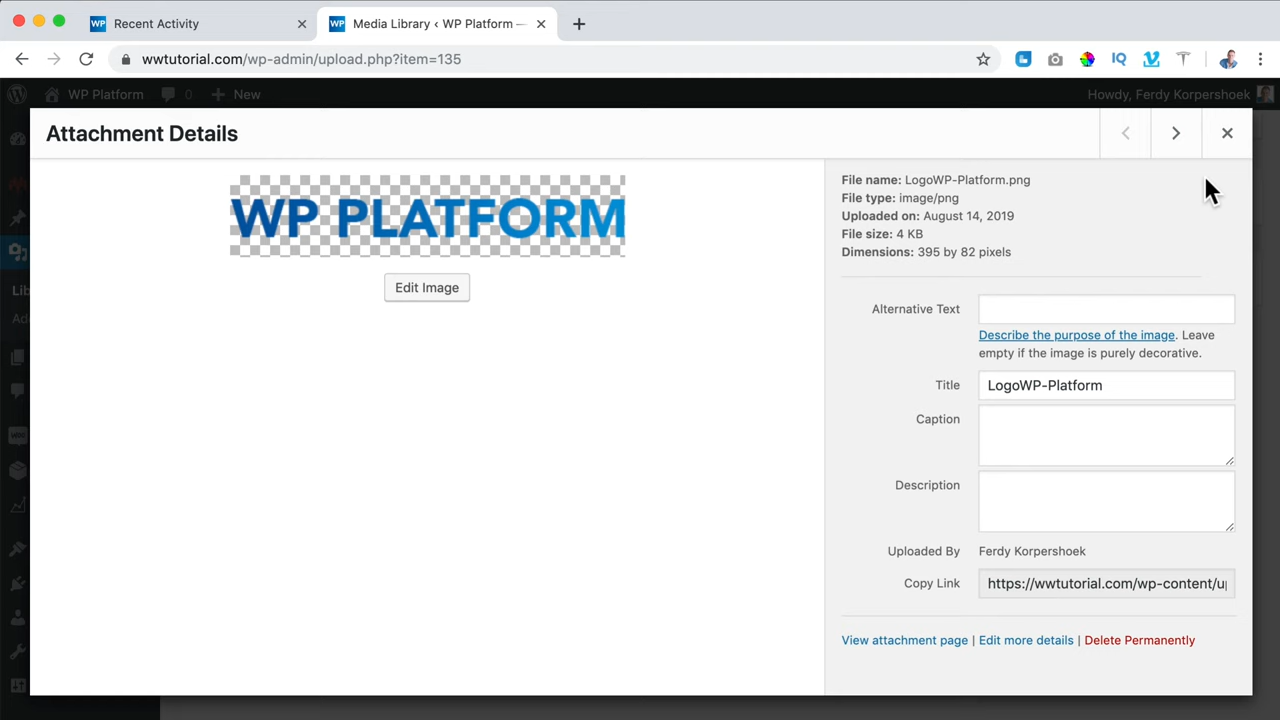 WP Recent Activity
WP Media Library ‹ WP Platform —
wwtutorial.com/wp-admin/upload.php?item=135
IQ
WP Platform 0 New
Howdy, Ferdy Korpershoek
Attachment Details
WP PLATFORM
Edit Image
File name: LogoWP-Platform.png
File type: image/png
Uploaded on: August 14, 2019
File size: 4 KB
Dimensions: 395 by 82 pixels
Alternative Text
Describe the purpose of the image. Leave
empty if the image is purely decorative.
Title LogoWP-Platform
Caption
Description
Uploaded By Ferdy Korpershoek
Copy Link https://wwtutorial.com/wp-content/u
View attachment page | Edit more details | Delete Permanently